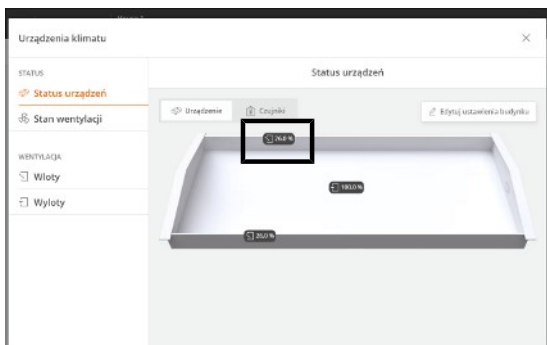 Urządzenia klimatu
STATUS
Status urządzeń
Status urządzeń
Stan wentylacji
Urządzenie
Czujniki
Edytuj ustawienia budynku
26.0 %
100.0 %
WENTYLACJA
Wloty
Wyloty
26.0 %